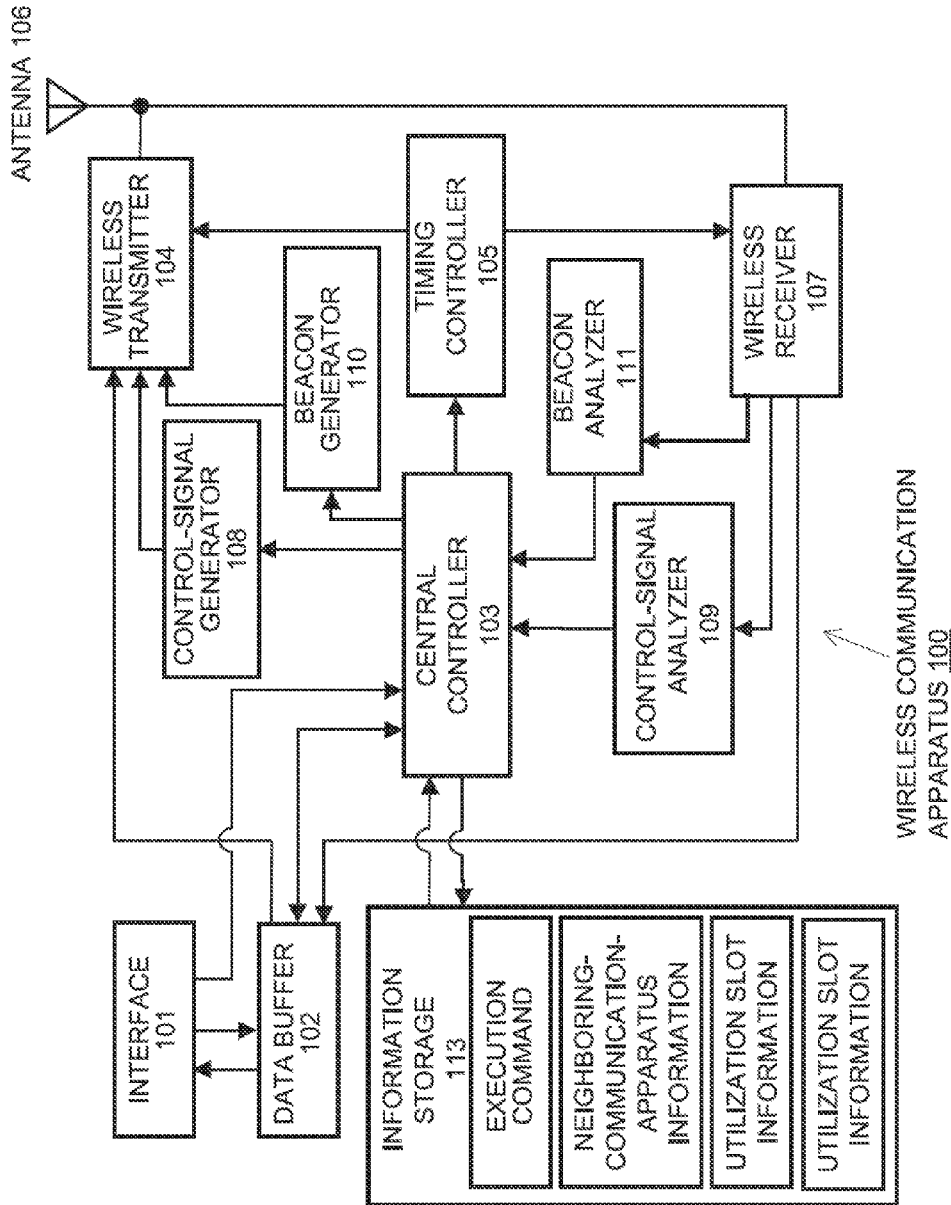 ANTENNA 106
INTERFACE
101
DATA BUFFER
102
WIRELESS
TRANSMITTER
104
CONTROL-SIGNAL
GENERATOR
108
BEACON
GENERATOR
110
TIMING
CONTROLLER
105
CENTRAL
CONTROLLER
103
BEACON
ANALYZER
111
CONTROL-SIGNAL
ANALYZER
109
WIRELESS
RECEIVER
107
INFORMATION
STORAGE
113
EXECUTION
COMMAND
NEIGHBORING-
COMMUNICATION-
APPARATUS
INFORMATION
UTILIZATION SLOT
INFORMATION
UTILIZATION SLOT
INFORMATION
WIRELESS COMMUNICATION
APPARATUS 100